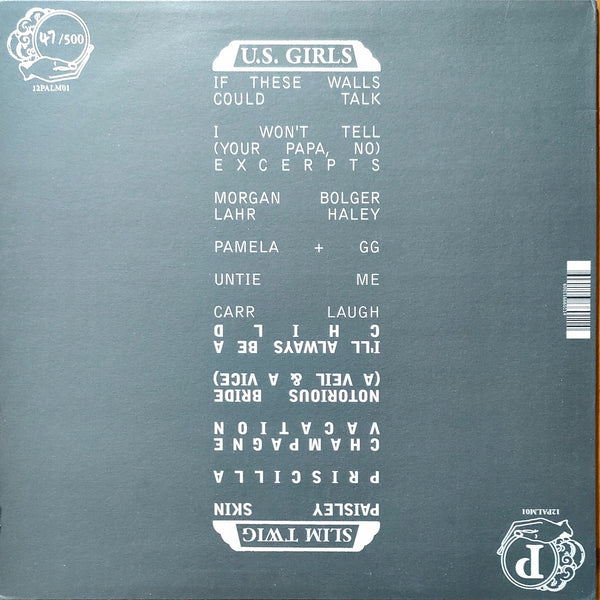 47/500
12PALM01
U.S. GIRLS
IF THESE WALLS
COULD TALK
I WON'T TELL
(YOUR PAPA, NO)
EXCERPTS
MORGAN BOLGER
LAHR HALEY
PAMELA + GG
UNTIE ME
CARR LAUGH
SLIM TWIG
PAISLEY SKIN
PRISCILLA
CHAMPAGNE
VACATION
NOTORIOUS BRIDE
(A VEIL & A VICE)
I'LL ALWAYS BE A
CHILD
P
12PALM01